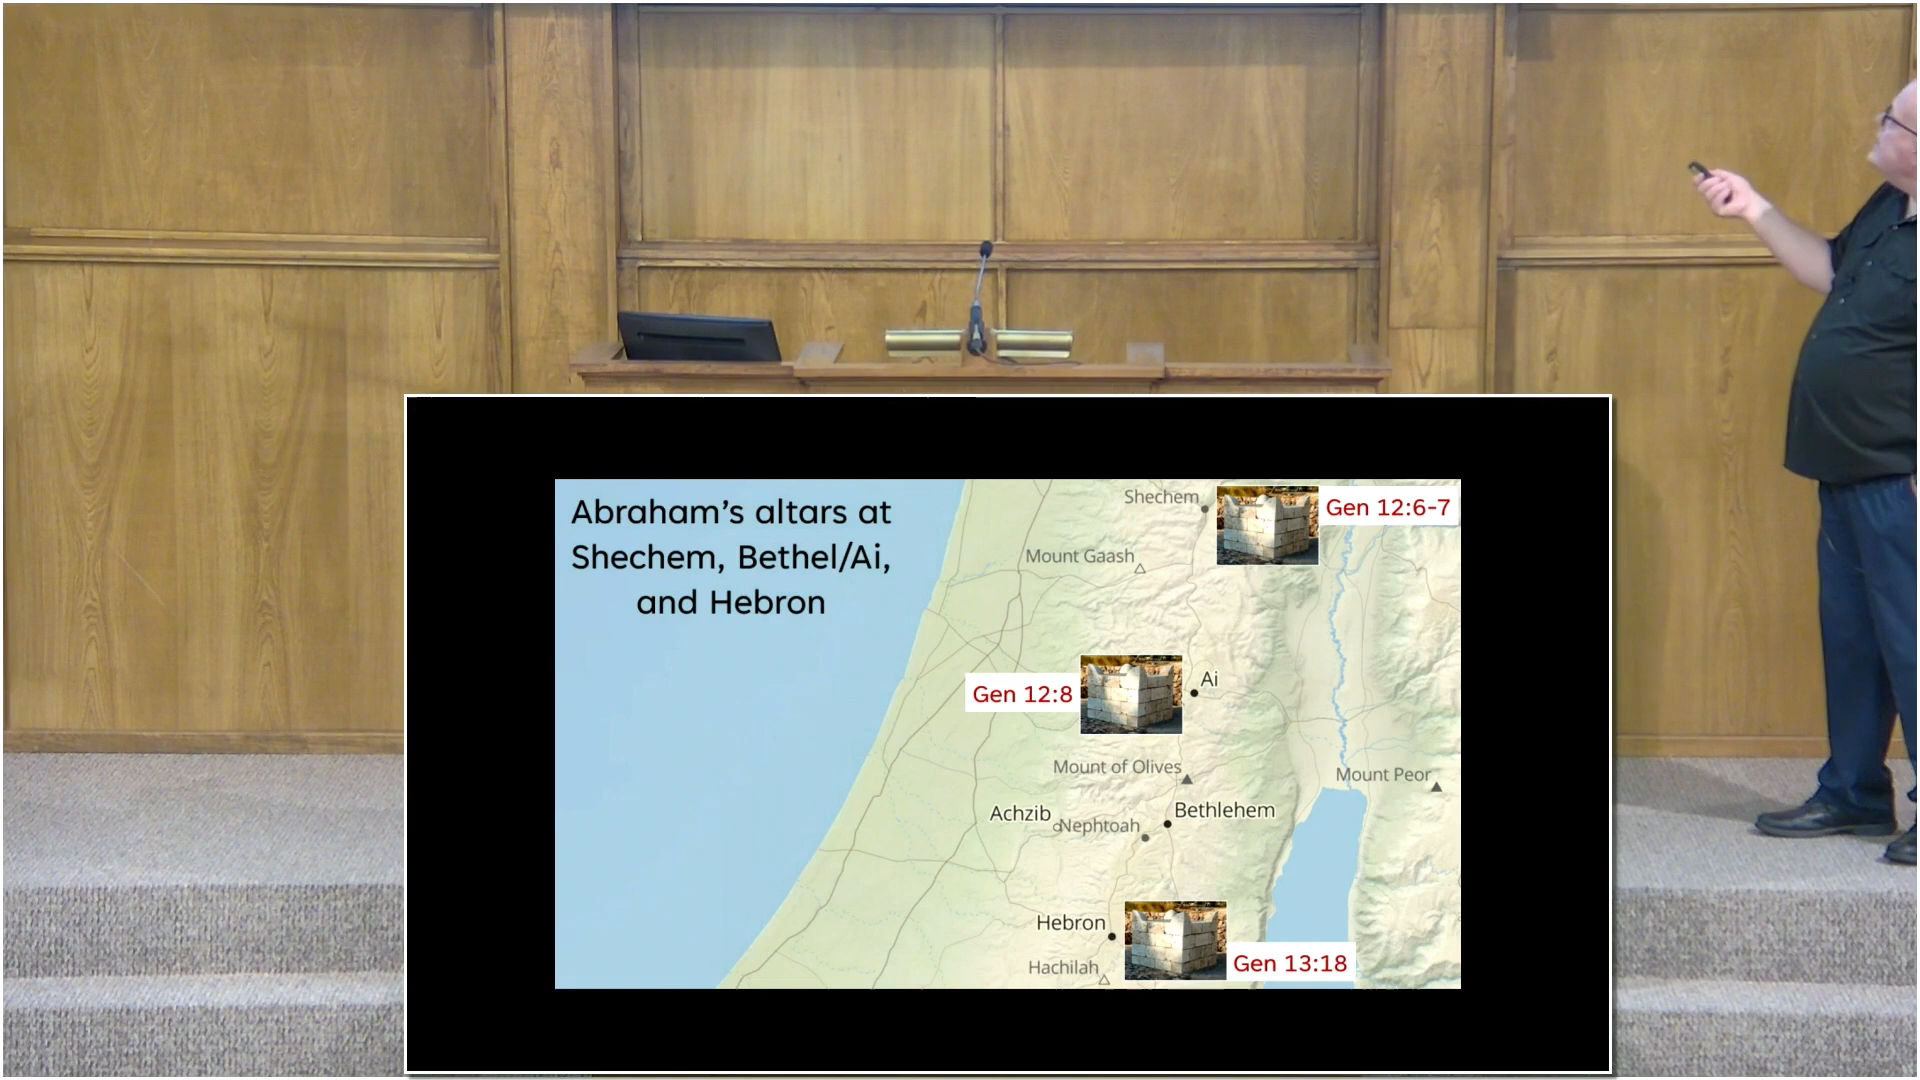 Abraham's altars at
Shechem, Bethel/Ai,
and Hebron
Shechem
Gen 12:6-7
Mount Gaash
Ai
Gen 12:8
Mount of Olives
Mount Peor
Achzib
Bethlehem
Nephtoah
Hebron
Gen 13:18
Hachilah